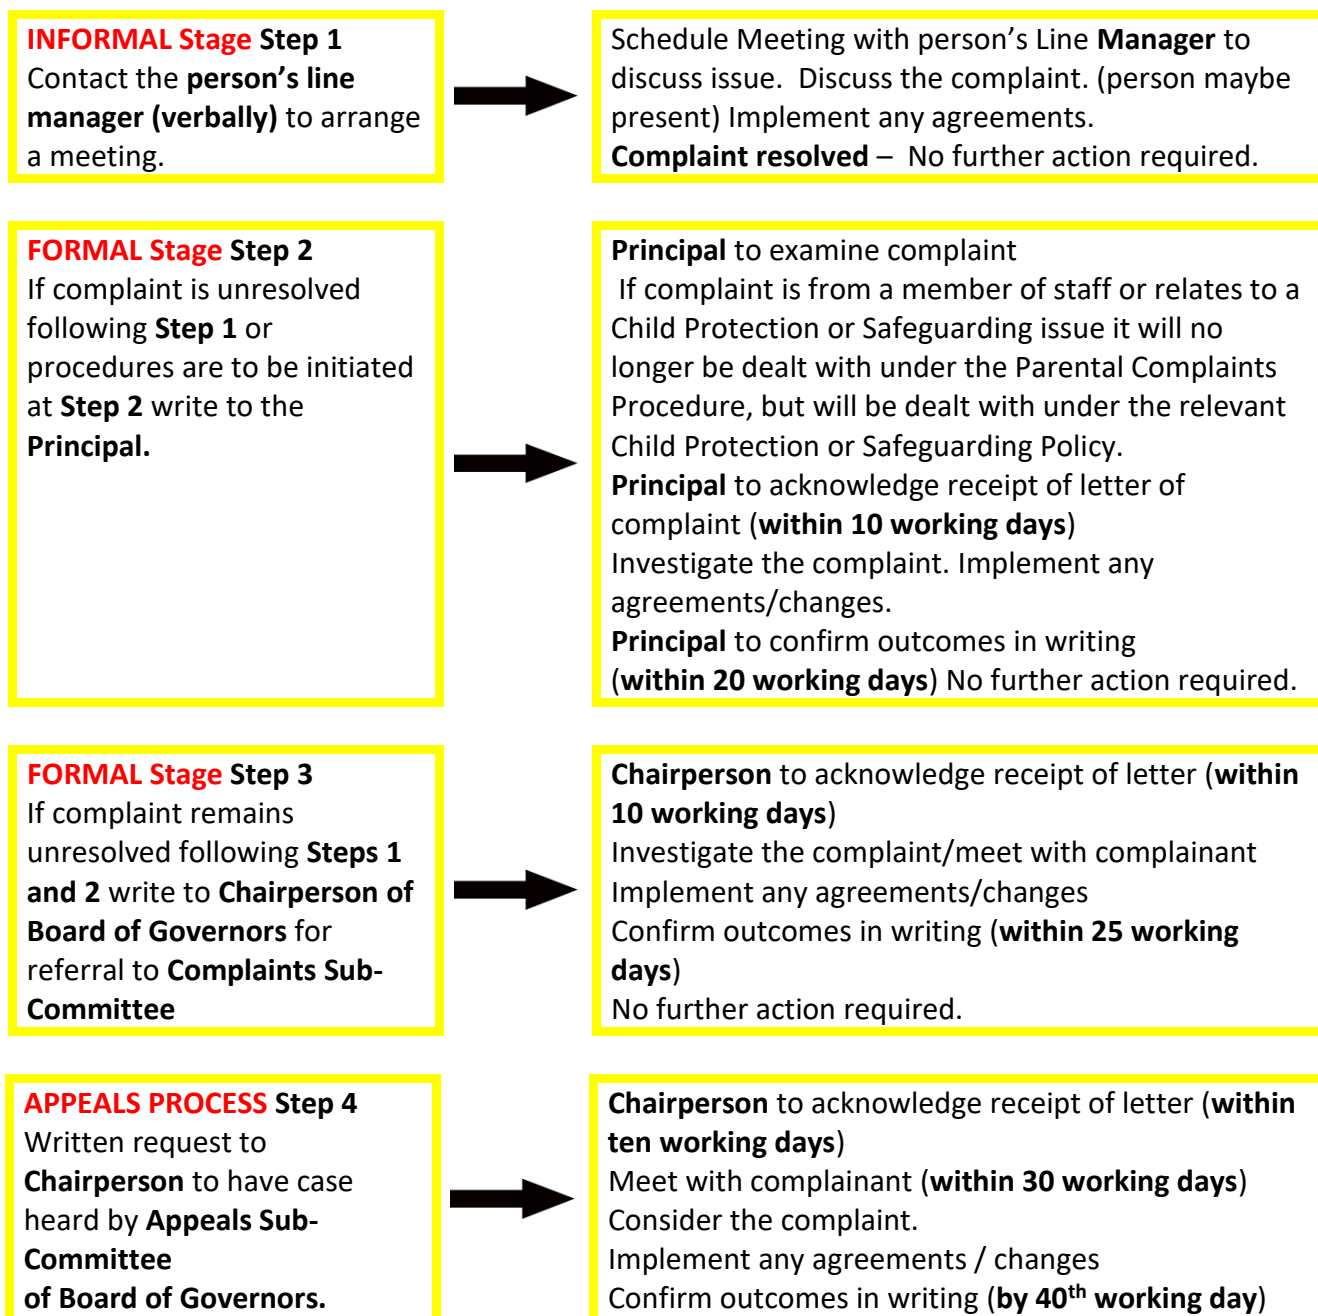 INFORMAL Stage Step 1
Contact the person's line
manager (verbally) to arrange
a meeting.
Schedule Meeting with person's Line Manager to
discuss issue.  Discuss the complaint. (person maybe
present) Implement any agreements.
Complaint resolved –  No further action required.
FORMAL Stage Step 2
If complaint is unresolved
following Step 1 or
procedures are to be initiated
at Step 2 write to the
Principal.
Principal to examine complaint
If complaint is from a member of staff or relates to a
Child Protection or Safeguarding issue it will no
longer be dealt with under the Parental Complaints
Procedure, but will be dealt with under the relevant
Child Protection or Safeguarding Policy.
Principal to acknowledge receipt of letter of
complaint (within 10 working days)
Investigate the complaint. Implement any
agreements/changes.
Principal to confirm outcomes in writing
(within 20 working days) No further action required.
FORMAL Stage Step 3
If complaint remains
unresolved following Steps 1
and 2 write to Chairperson of
Board of Governors for
referral to Complaints Sub-
Committee
Chairperson to acknowledge receipt of letter (within
10 working days)
Investigate the complaint/meet with complainant
Implement any agreements/changes
Confirm outcomes in writing (within 25 working
days)
No further action required.
APPEALS PROCESS Step 4
Written request to
Chairperson to have case
heard by Appeals Sub-
Committee
of Board of Governors.
Chairperson to acknowledge receipt of letter (within
ten working days)
Meet with complainant (within 30 working days)
Consider the complaint.
Implement any agreements / changes
Confirm outcomes in writing (by 40th working day)